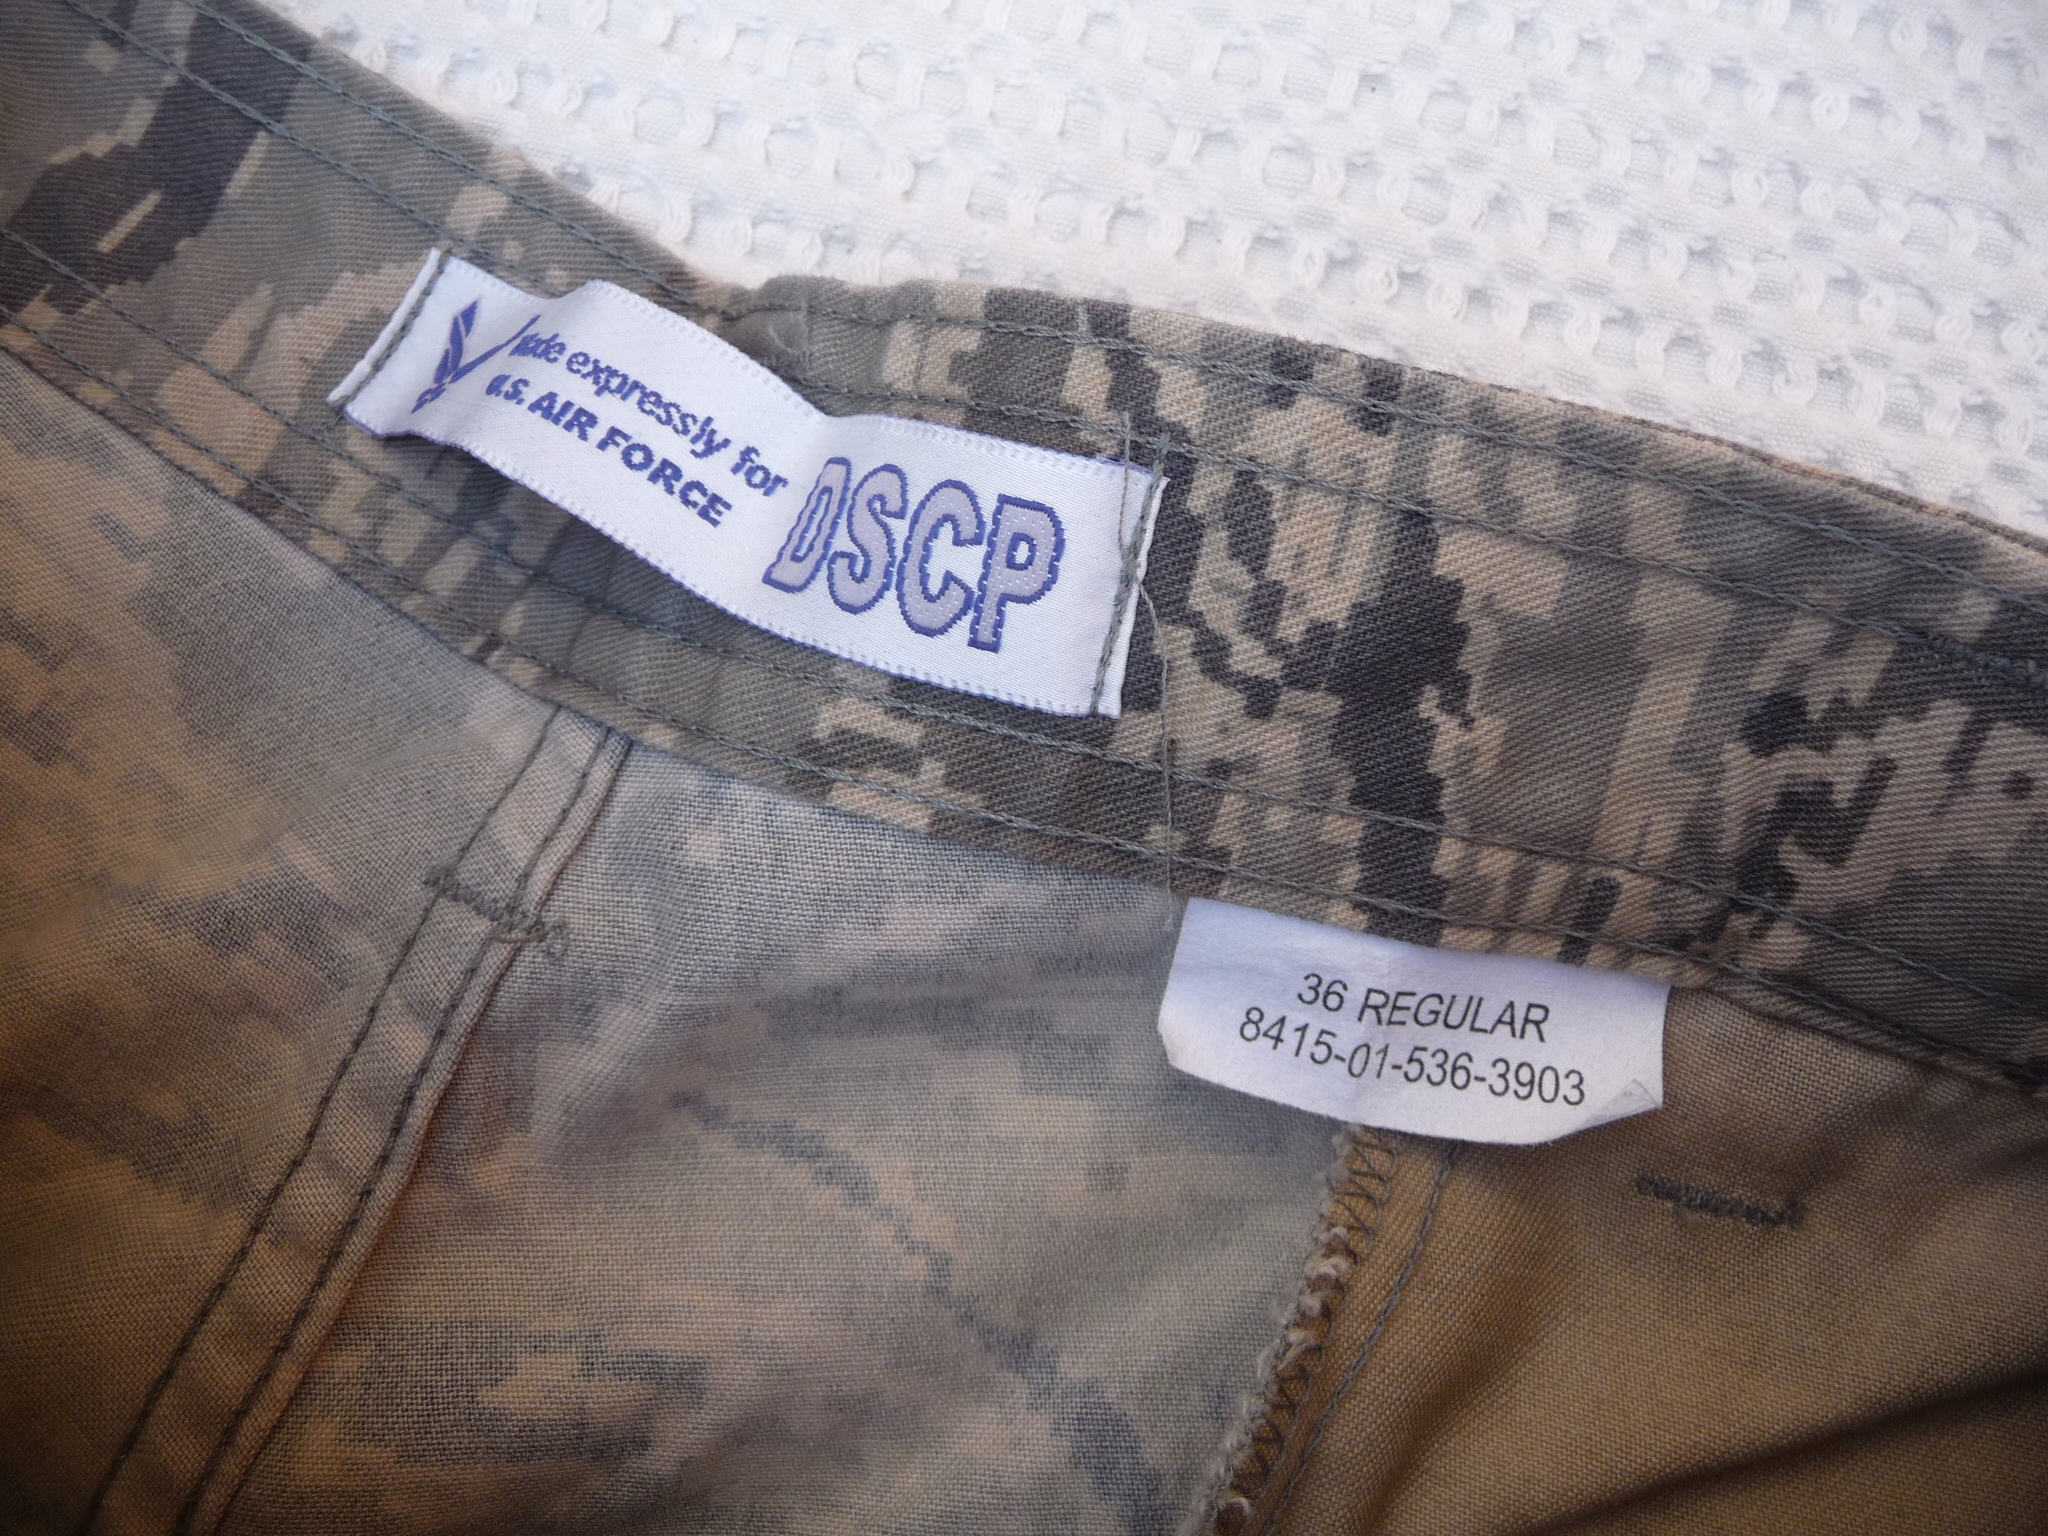 Made expressly for
U.S. AIR FORCE
DSCP
36 REGULAR
8415-01-536-3903